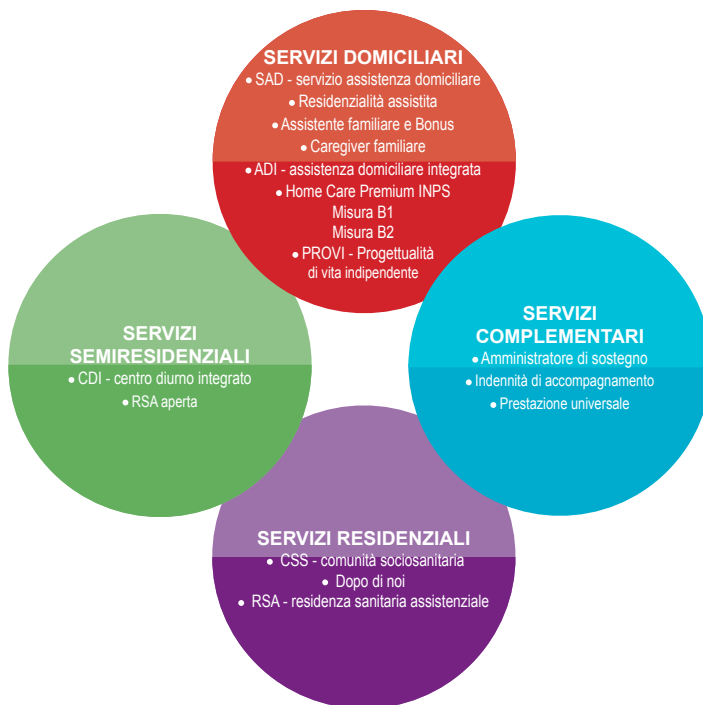 SERVIZI DOMICILIARI
• SAD - servizio assistenza domiciliare
• Residenzialità assistita
• Assistente familiare e Bonus
• Caregiver familiare
• ADI - assistenza domiciliare integrata
• Home Care Premium INPS
Misura B1
Misura B2
• PROVI - Progettualità
di vita indipendente
SERVIZI
SEMIRESIDENZIALI
• CDI - centro diurno integrato
• RSA aperta
SERVIZI
COMPLEMENTARI
• Amministratore di sostegno
• Indennità di accompagnamento
• Prestazione universale
SERVIZI RESIDENZIALI
• CSS - comunità sociosanitaria
• Dopo di noi
• RSA - residenza sanitaria assistenziale